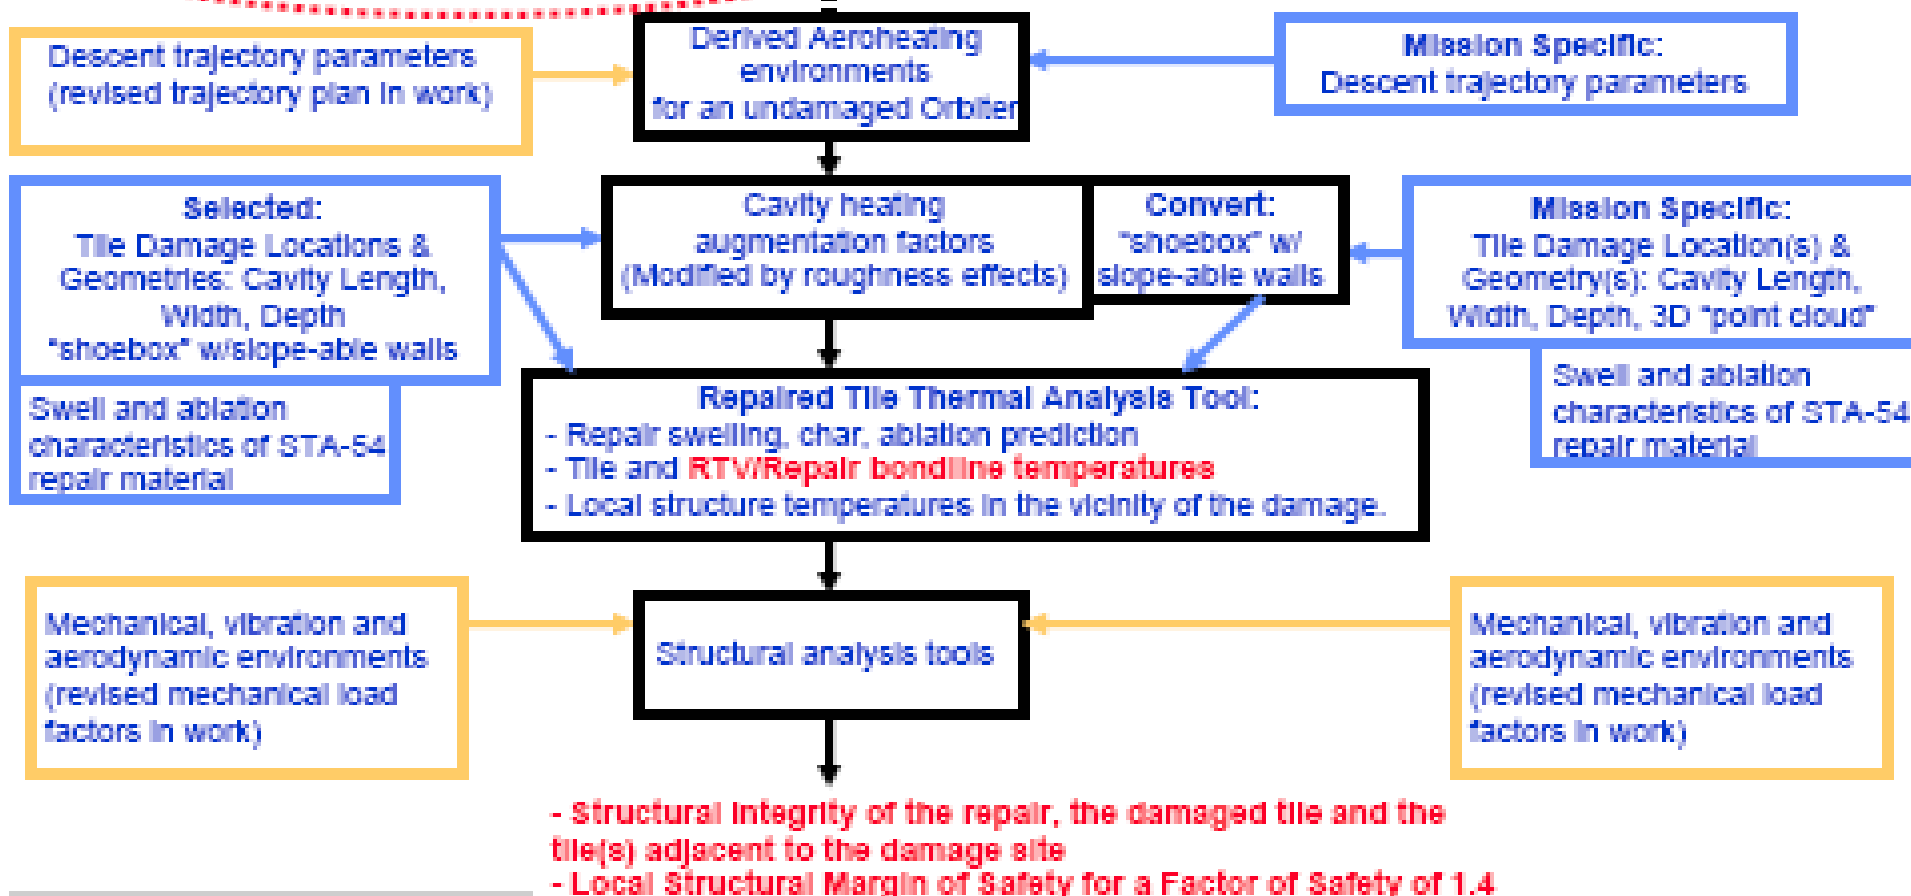 Descent trajectory parameters
(revised trajectory plan in work)
Derived Aeroheating
environments
for an undamaged Orbiter
Mission Specific:
Descent trajectory parameters
Selected:
Tile Damage Locations &
Geometries: Cavity Length,
Width, Depth
"shoebox" w/slope-able walls
Swell and ablation
characteristics of STA-54
repair material
Cavity heating
augmentation factors
(Modified by roughness effects)
Convert:
"shoebox" w/
slope-able walls
Mission Specific:
Tile Damage Location(s) &
Geometry(s): Cavity Length,
Width, Depth, 3D "point cloud"
Swell and ablation
characteristics of STA-54
repair material
Repaired Tile Thermal Analysis Tool:
- Repair swelling, char, ablation prediction
- Tile and RTV/Repair bondline temperatures
- Local structure temperatures in the vicinity of the damage.
Mechanical, vibration and
aerodynamic environments
(revised mechanical load
factors in work)
Structural analysis tools
Mechanical, vibration and
aerodynamic environments
(revised mechanical load
factors in work)
- Structural integrity of the repair, the damaged tile and the
tile(s) adjacent to the damage site
- Local Structural Margin of Safety for a Factor of Safety of 1.4